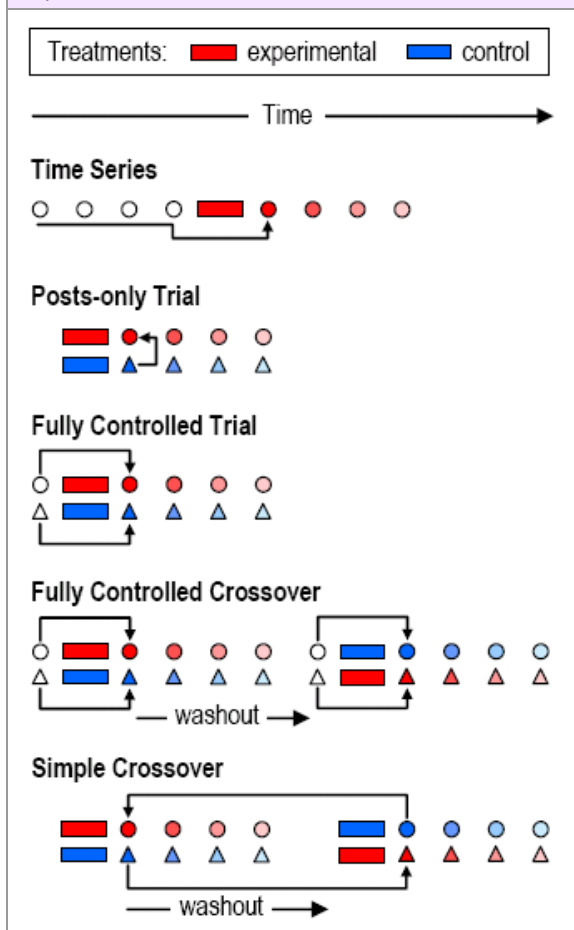 Treatments: experimental control
Time
Time Series
Posts-only Trial
Fully Controlled Trial
Fully Controlled Crossover
washout
Simple Crossover
washout